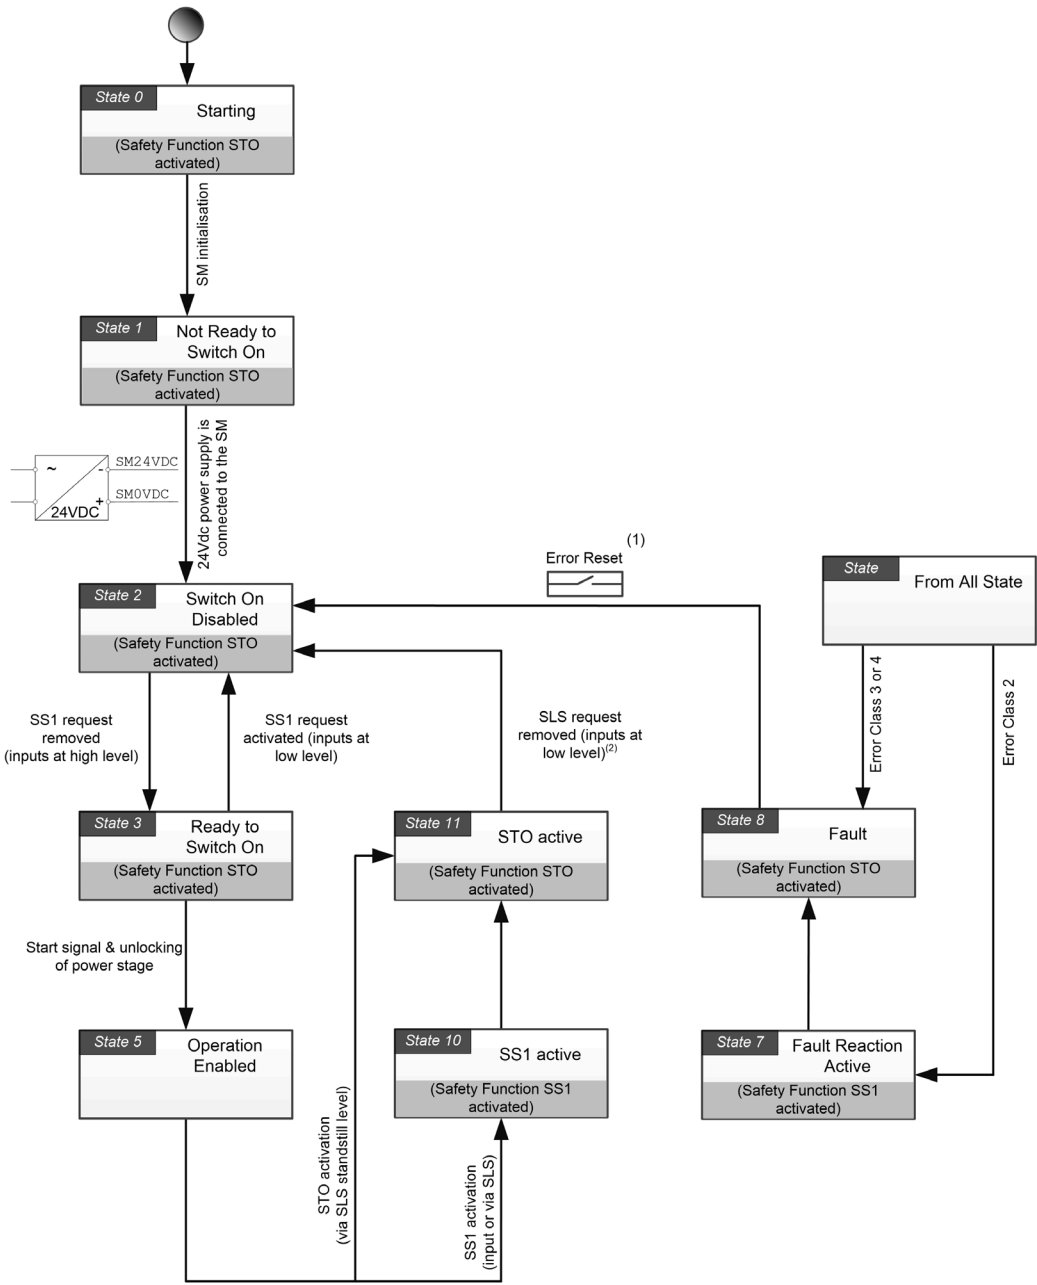 State 0
Starting
(Safety Function STO
activated)
SM initialisation
State 1
Not Ready to
Switch On
(Safety Function STO
activated)
24Vdc power supply is
connected to the SM
~
-
SM24VDC
+
SM0VDC
24VDC
State 2
Switch On
Disabled
(Safety Function STO
activated)
Error Reset
(1)
State
From All State
SS1 request
removed
(inputs at high level)
SS1 request
activated (inputs at
low level)
SLS request
removed (inputs at
low level)(2)
Error Class 3 or 4
Error Class 2
State 3
Ready to
Switch On
(Safety Function STO
activated)
State 11
STO active
(Safety Function STO
activated)
State 8
Fault
(Safety Function STO
activated)
Start signal & unlocking
of power stage
State 5
Operation
Enabled
State 10
SS1 active
(Safety Function SS1
activated)
State 7
Fault Reaction
Active
(Safety Function SS1
activated)
STO activation
(via SLS standstill level)
SS1 activation
(input or via SLS)